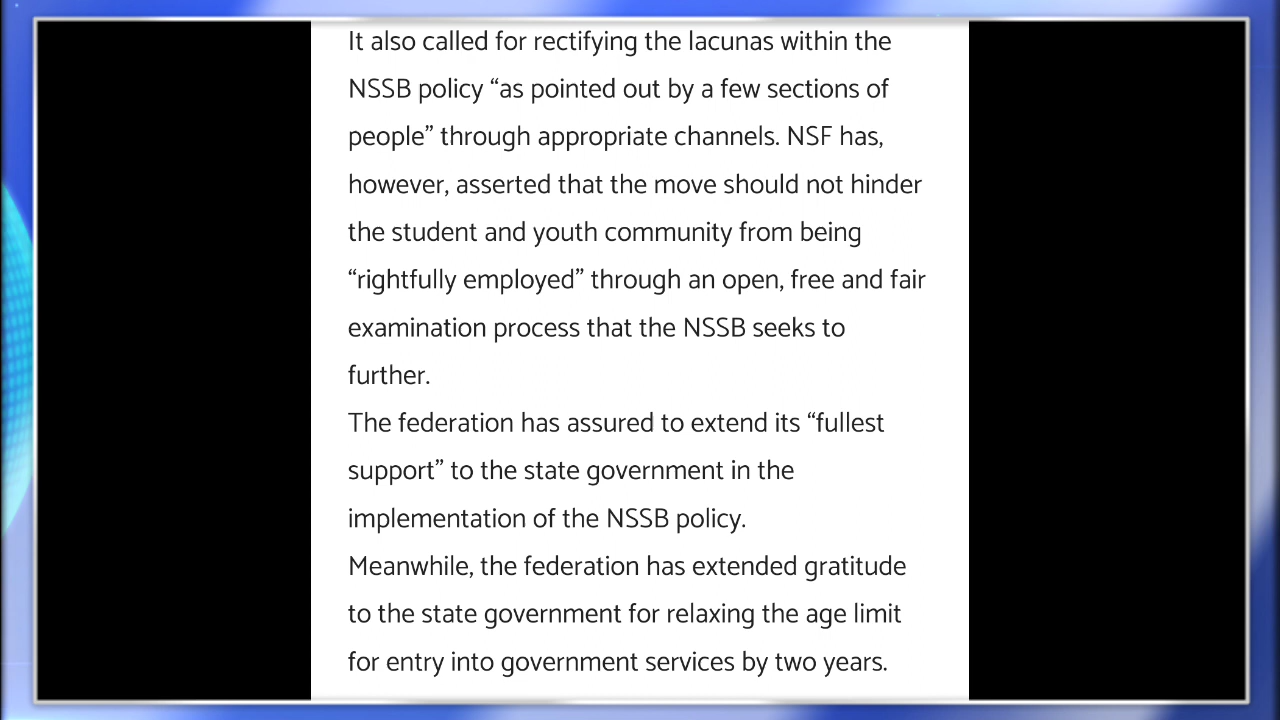 It also called for rectifying the lacunas within the
NSSB policy “as pointed out by a few sections of
people” through appropriate channels. NSF has,
however, asserted that the move should not hinder
the student and youth community from being
“rightfully employed” through an open, free and fair
examination process that the NSSB seeks to
further.
The federation has assured to extend its “fullest
support” to the state government in the
implementation of the NSSB policy.
Meanwhile, the federation has extended gratitude
to the state government for relaxing the age limit
for entry into government services by two years.